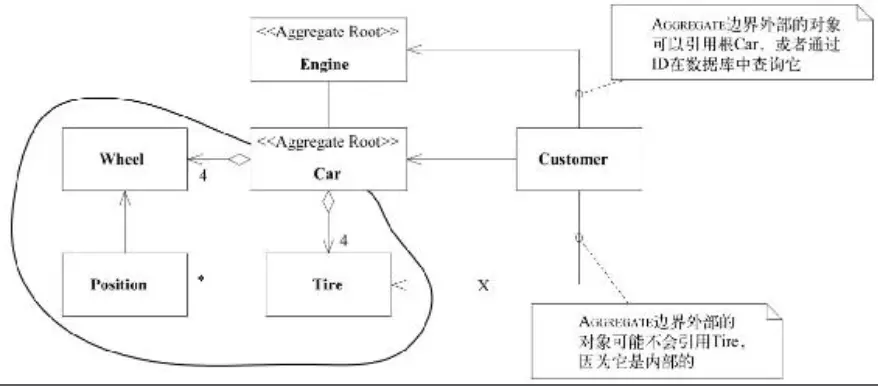 <<Aggregate Root>>
Engine
AGGREGATE边界外部的对象
可以引用根Car，或者通过
ID在数据库中查询它
Wheel
4
<<Aggregate Root>>
Car
Customer
4
Position
*
Tire
X
AGGREGATE边界外部的
对象可能不会引用Tire，
因为它是内部的